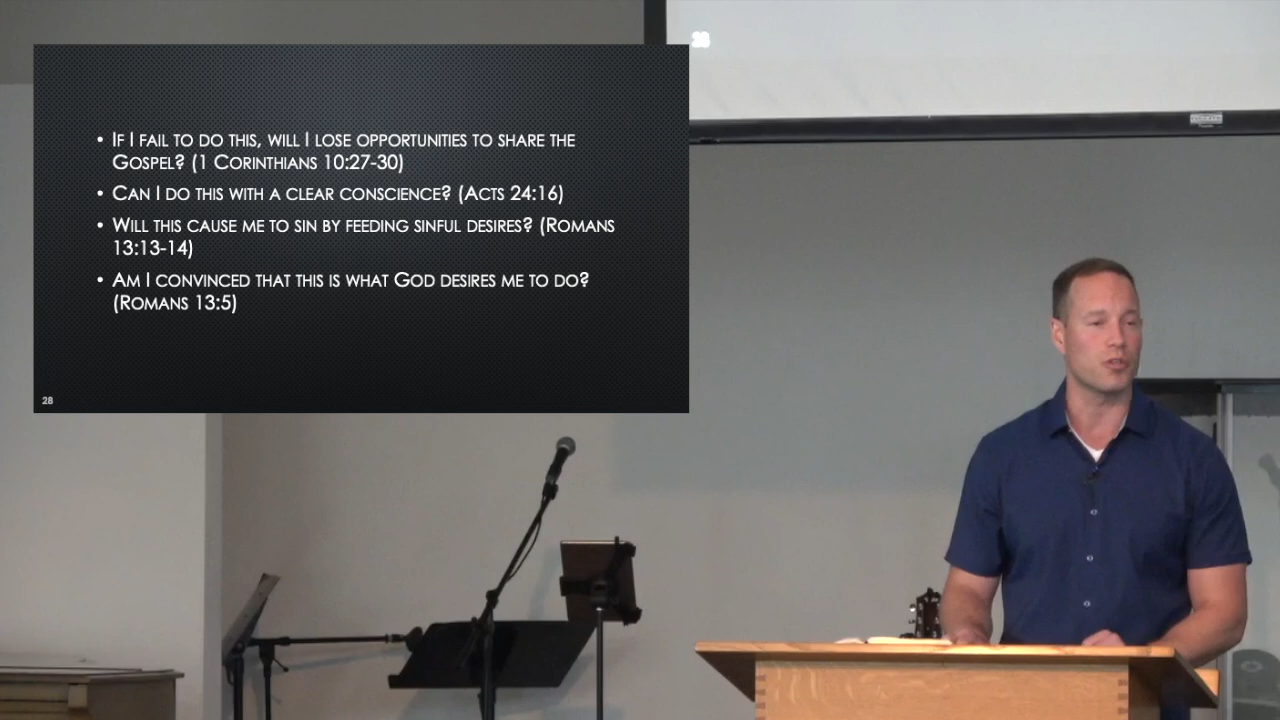 • If I fail to do this, will I lose opportunities to share the
Gospel? (1 Corinthians 10:27-30)
• Can I do this with a clear conscience? (Acts 24:16)
• Will this cause me to sin by feeding sinful desires? (Romans
13:13-14)
• Am I convinced that this is what God desires me to do?
(Romans 13:5)
28
28